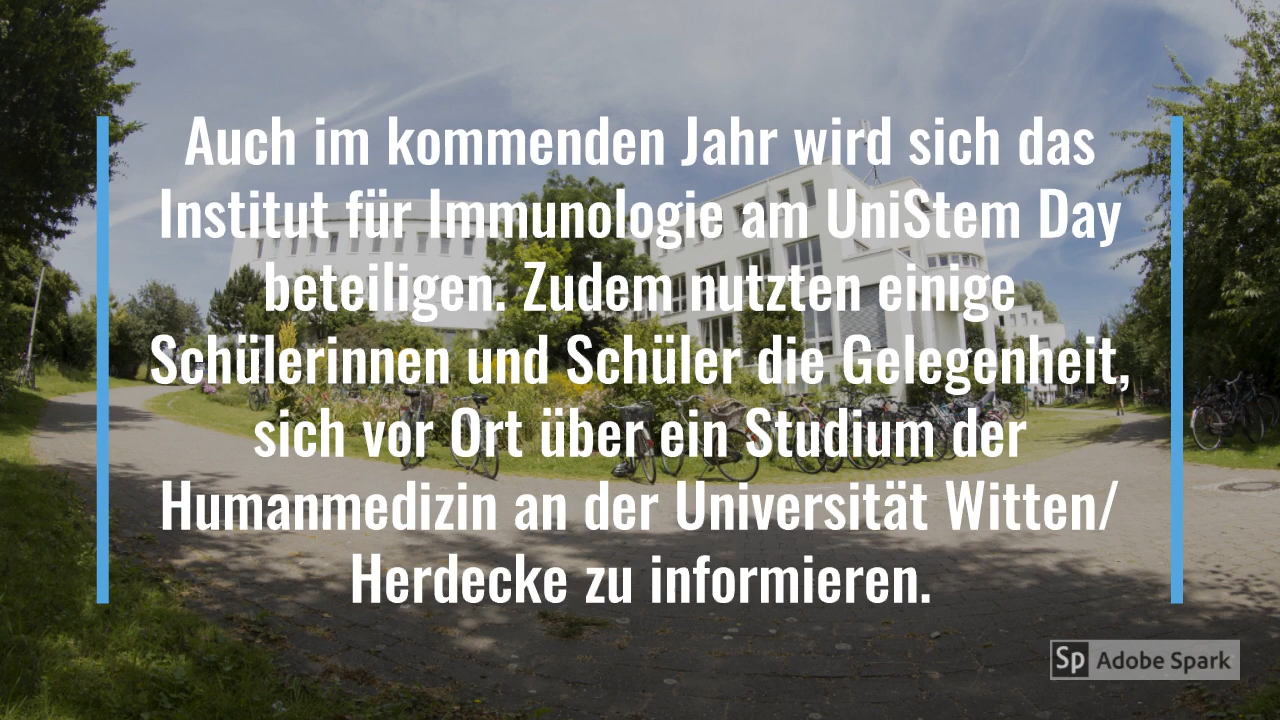 Auch im kommenden Jahr wird sich das
Institut für Immunologie am UniStem Day
beteiligen. Zudem nutzten einige
Schülerinnen und Schüler die Gelegenheit,
sich vor Ort über ein Studium der
Humanmedizin an der Universität Witten/
Herdecke zu informieren.
Sp Adobe Spark